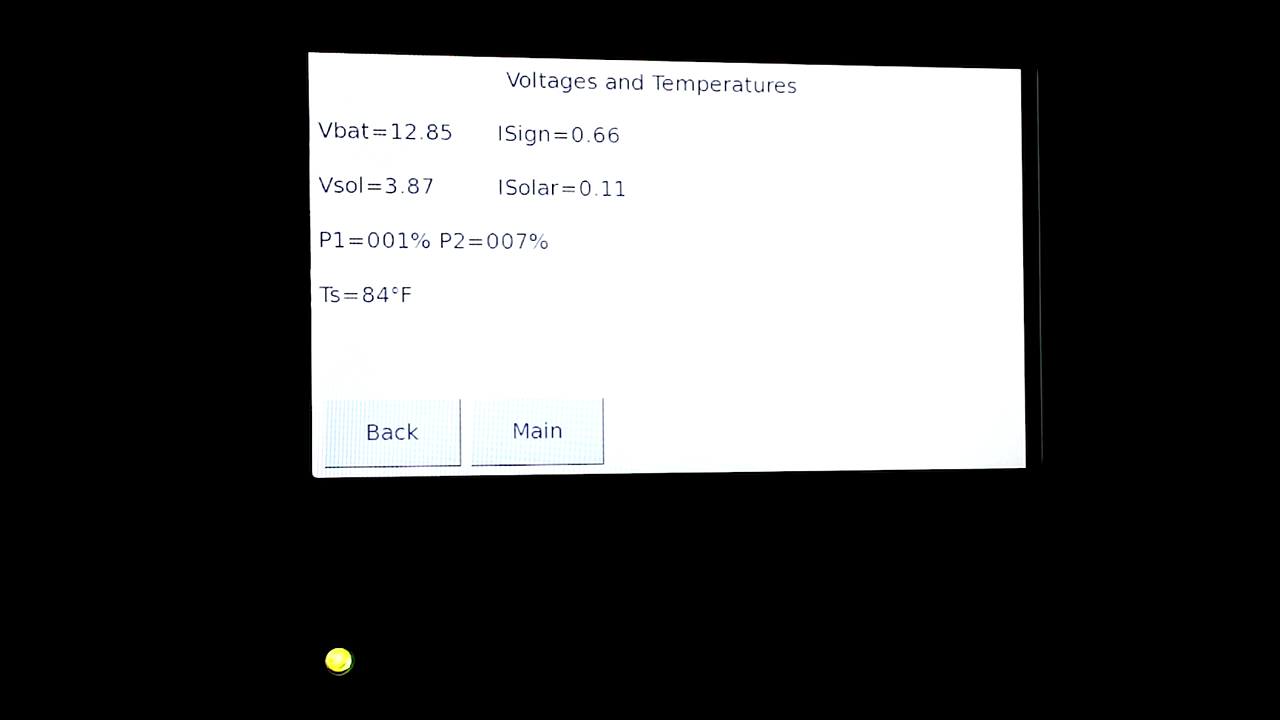 Voltages and Temperatures
Vbat=12.85 ISign=0.66
Vsol=3.87 ISolar=0.11
P1=001% P2=007%
Ts=84°F
Back Main